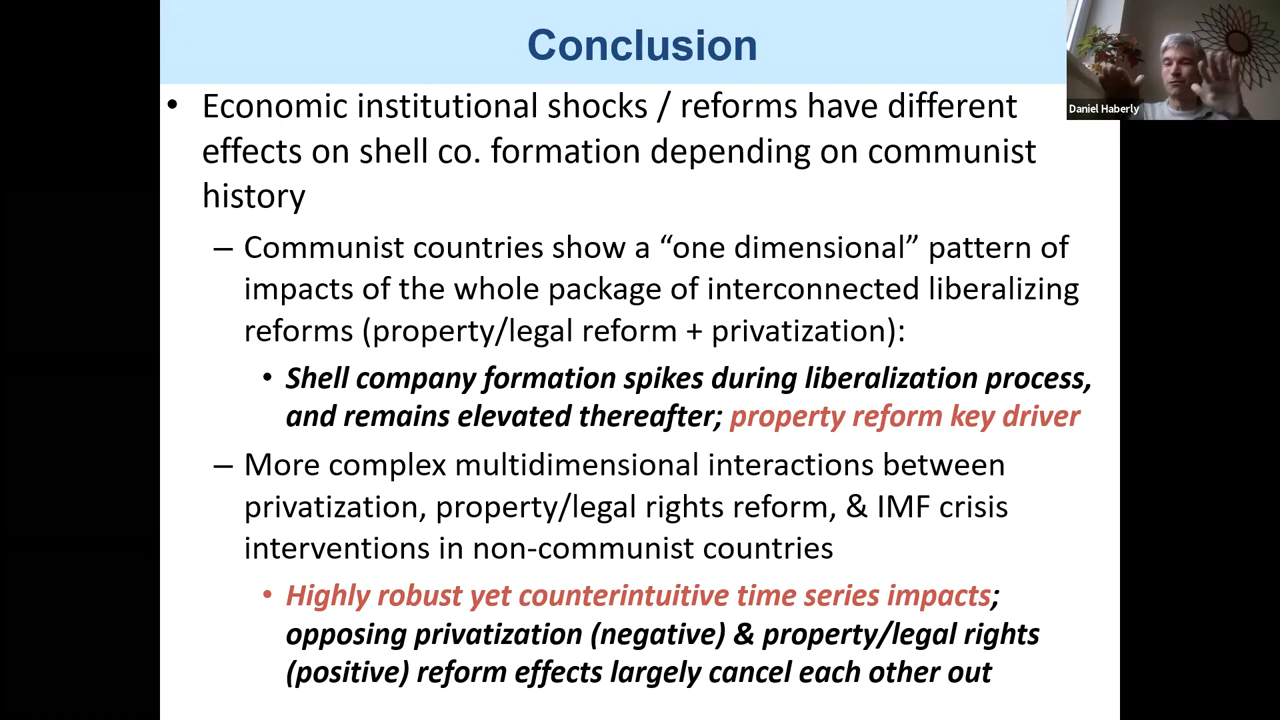 Conclusion
Daniel Haberly
• Economic institutional shocks / reforms have different
effects on shell co. formation depending on communist
history
– Communist countries show a “one dimensional” pattern of
impacts of the whole package of interconnected liberalizing
reforms (property/legal reform + privatization):
• Shell company formation spikes during liberalization process,
and remains elevated thereafter; property reform key driver
– More complex multidimensional interactions between
privatization, property/legal rights reform, & IMF crisis
interventions in non-communist countries
• Highly robust yet counterintuitive time series impacts;
opposing privatization (negative) & property/legal rights
(positive) reform effects largely cancel each other out